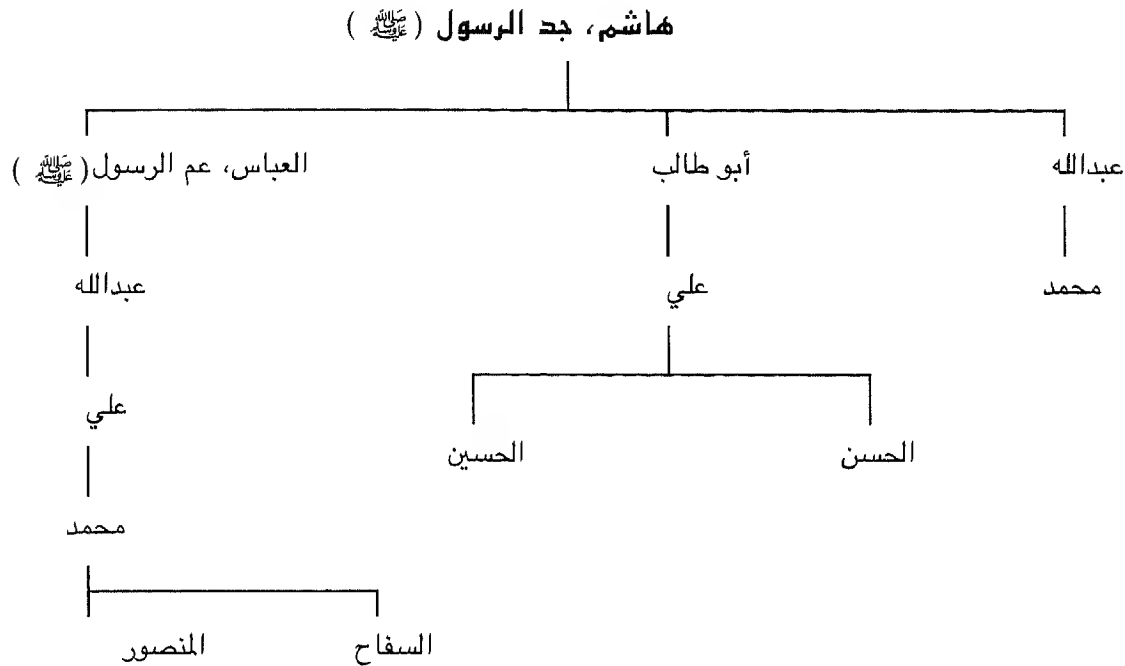 هاشم، جد الرسول (ﷺ)
عبدالله
أبو طالب
العباس، عم الرسول(ﷺ)
محمد
علي
عبدالله
علي
الحسن
الحسين
محمد
السفاح
المنصور